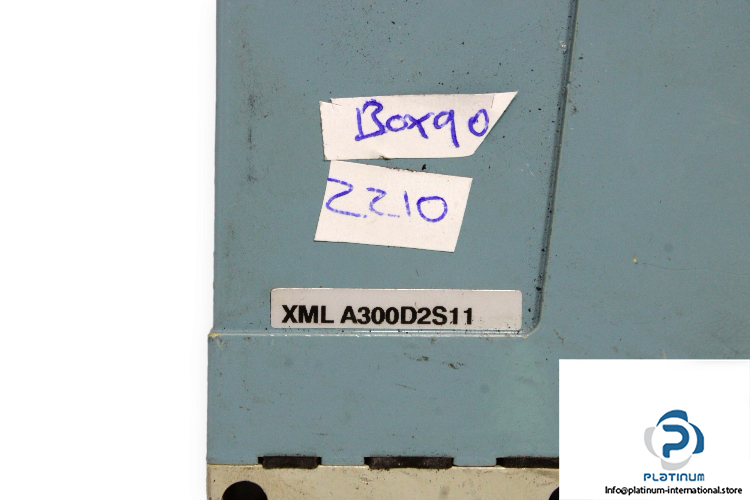 Box90
2210
XML A300D2S11
PLATINUM
Info@platinum-international.store